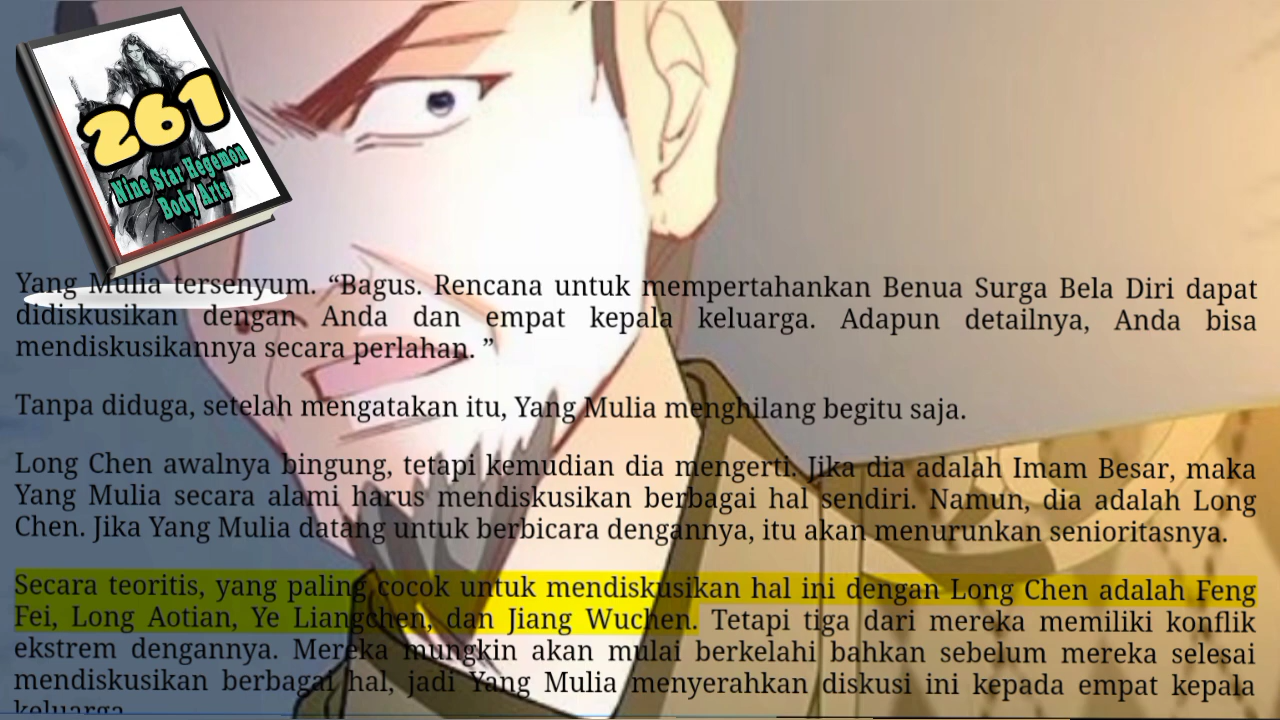 261
Nine Star Hegemon
Body Arts
Yang Mulia tersenyum. “Bagus. Rencana untuk mempertahankan Benua Surga Bela Diri dapat
didiskusikan dengan Anda dan empat kepala keluarga. Adapun detailnya, Anda bisa
mendiskusikannya secara perlahan. ”
Tanpa diduga, setelah mengatakan itu, Yang Mulia menghilang begitu saja.
Long Chen awalnya bingung, tetapi kemudian dia mengerti. Jika dia adalah Imam Besar, maka
Yang Mulia secara alami harus mendiskusikan berbagai hal sendiri. Namun, dia adalah Long
Chen. Jika Yang Mulia datang untuk berbicara dengannya, itu akan menurunkan senioritasnya.
Secara teoritis, yang paling cocok untuk mendiskusikan hal ini dengan Long Chen adalah Feng
Fei, Long Aotian, Ye Liangchen, dan Jiang Wuchen. Tetapi tiga dari mereka memiliki konflik
ekstrem dengannya. Mereka mungkin akan mulai berkelahi bahkan sebelum mereka selesai
mendiskusikan berbagai hal, jadi Yang Mulia menyerahkan diskusi ini kepada empat kepala
keluarga